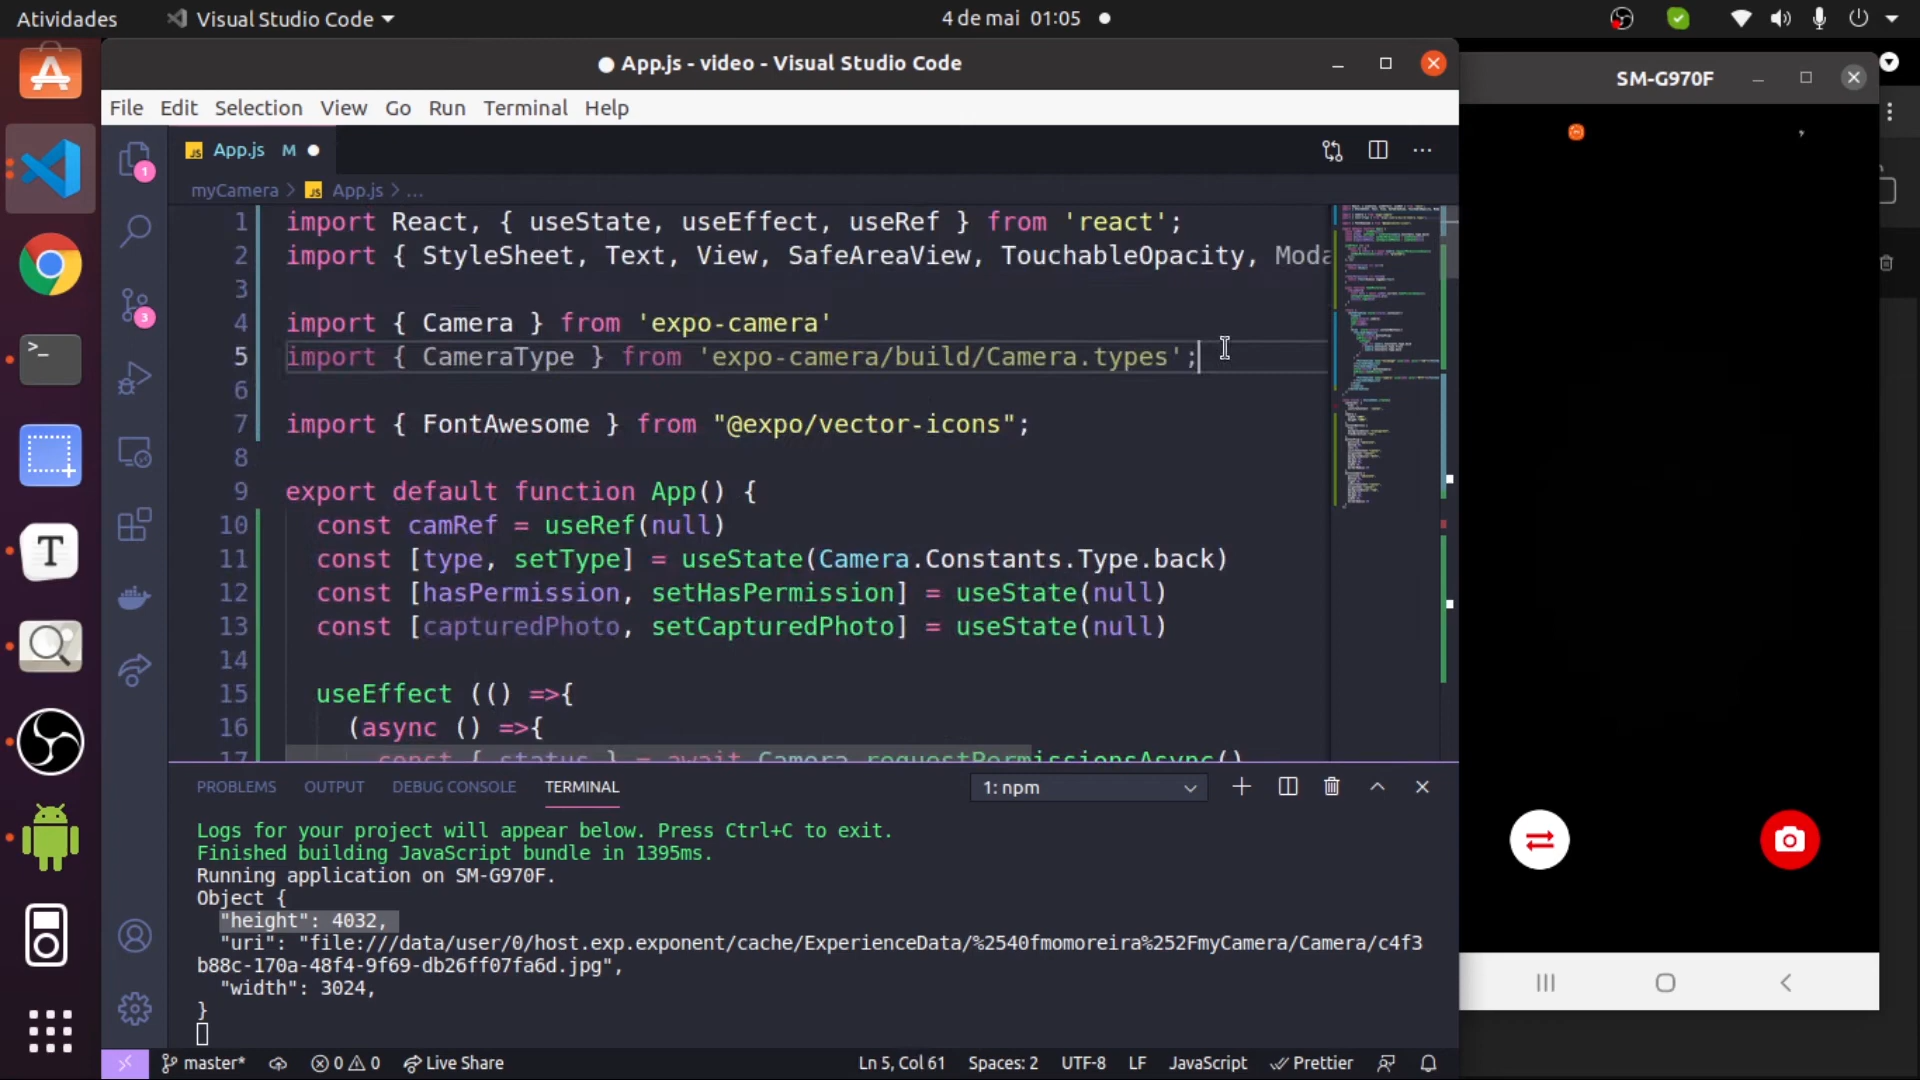 Atividades
Visual Studio Code
4 de mai 01:05
App.js - video - Visual Studio Code
SM-G970F
File Edit Selection View Go Run Terminal Help
App.js M
myCamera > App.js > ...
1 import React, { useState, useEffect, useRef } from 'react';
2 import { StyleSheet, Text, View, SafeAreaView, TouchableOpacity, Moda
3
4 import { Camera } from 'expo-camera'
5 import { CameraType } from 'expo-camera/build/Camera.types';
6
7 import { FontAwesome } from "@expo/vector-icons";
8
9 export default function App() {
10 const camRef = useRef(null)
11 const [type, setType] = useState(Camera.Constants.Type.back)
12 const [hasPermission, setHasPermission] = useState(null)
13 const [capturedPhoto, setCapturedPhoto] = useState(null)
14
15 useEffect (() =>{
16 (async () =>{
17 const { status } = await Camera.requestPermissionsAsync()
1
3
PROBLEMS OUTPUT DEBUG CONSOLE TERMINAL
1: npm
Logs for your project will appear below. Press Ctrl+C to exit.
Finished building JavaScript bundle in 1395ms.
Running application on SM-G970F.
Object {
"height": 4032,
"uri": "file:///data/user/0/host.exp.exponent/cache/ExperienceData/%2540fmomoreira%252FmyCamera/Camera/c4f3
b88c-170a-48f4-9f69-db26ff07fa6d.jpg",
"width": 3024,
}
master* 0 0 Live Share
Ln 5, Col 61 Spaces: 2 UTF-8 LF JavaScript Prettier